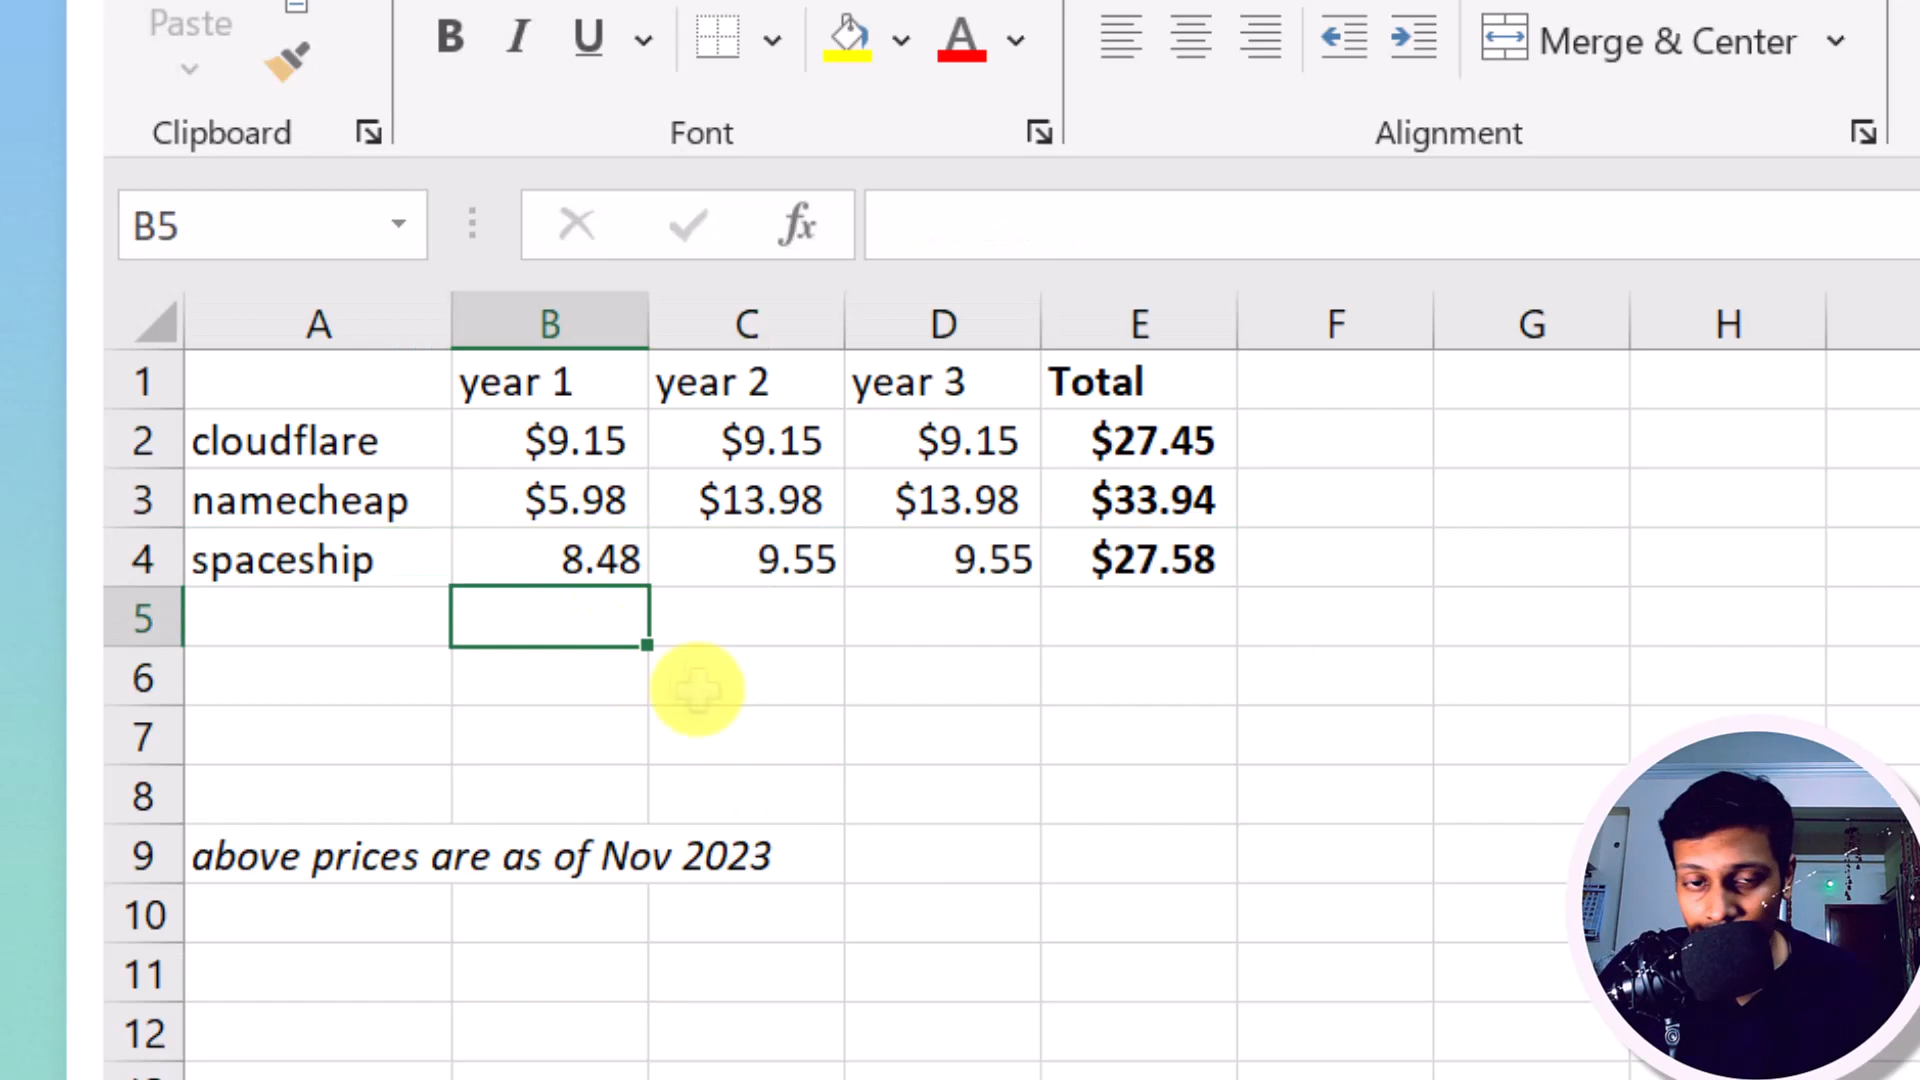 Paste
B I U A Merge & Center
Clipboard Font Alignment
B5 fx
A B C D E F G H
1 year 1 year 2 year 3 Total
2 cloudflare $9.15 $9.15 $9.15 $27.45
3 namecheap $5.98 $13.98 $13.98 $33.94
4 spaceship 8.48 9.55 9.55 $27.58
5
6
7
8
9 above prices are as of Nov 2023
10
11
12